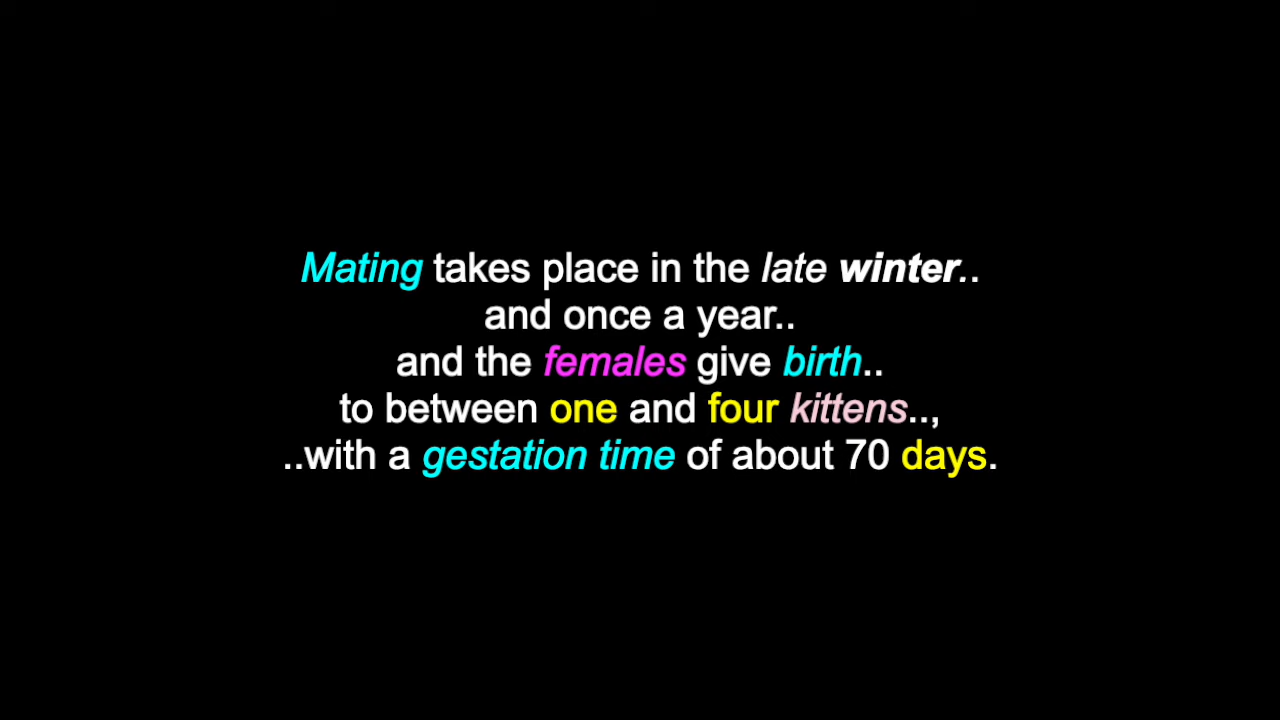 Mating takes place in the late winter..
and once a year..
and the females give birth..
to between one and four kittens..,
..with a gestation time of about 70 days.